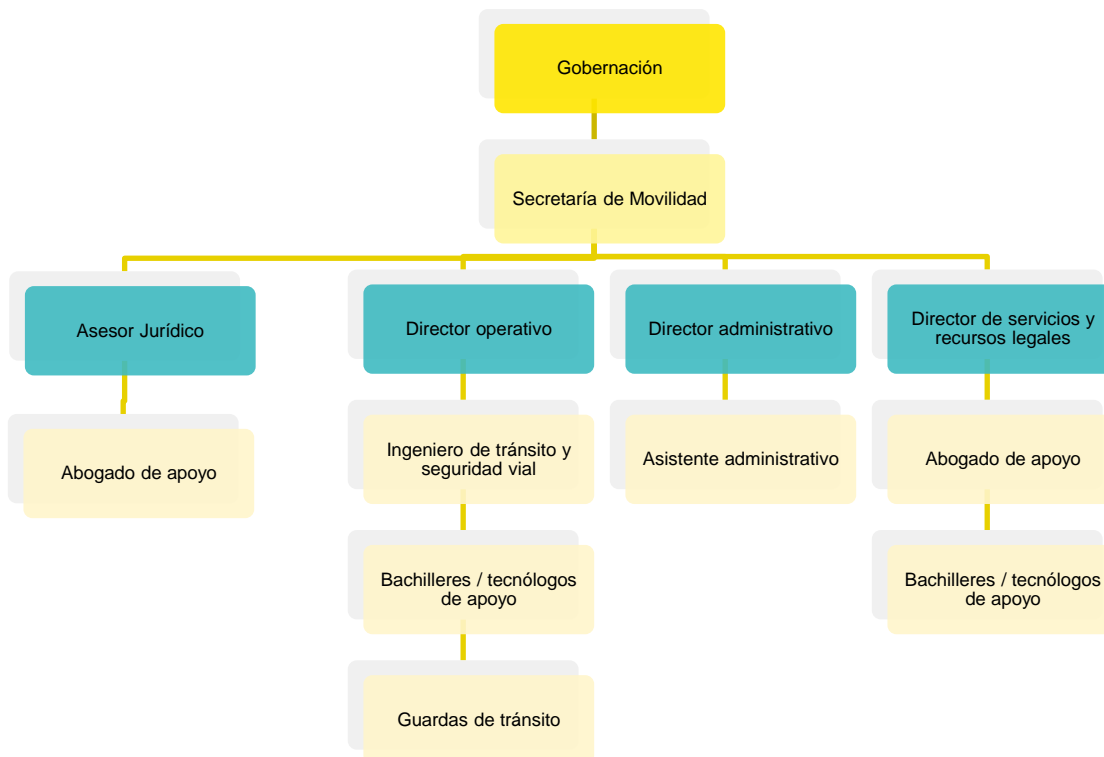 Gobernación
Secretaría de Movilidad
Asesor Jurídico
Director operativo
Director administrativo
Director de servicios y
recursos legales
Abogado de apoyo
Ingeniero de tránsito y
seguridad vial
Asistente administrativo
Abogado de apoyo
Bachilleres / tecnólogos
de apoyo
Bachilleres / tecnólogos
de apoyo
Guardas de tránsito